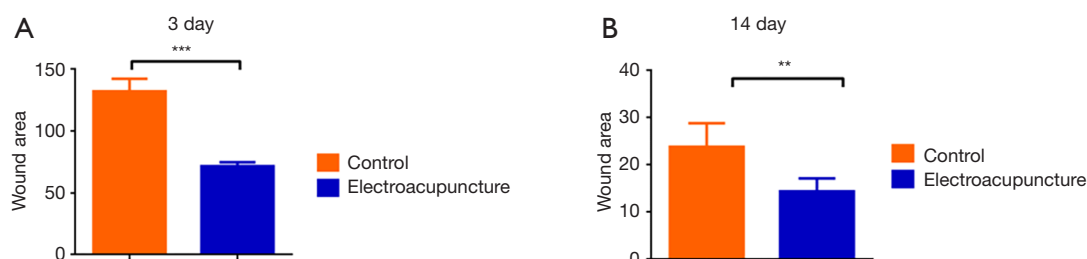 A
3 day
***
150
100
50
0
Wound area
Control
Electroacupuncture
B
14 day
**
40
30
20
10
0
Wound area
Control
Electroacupuncture